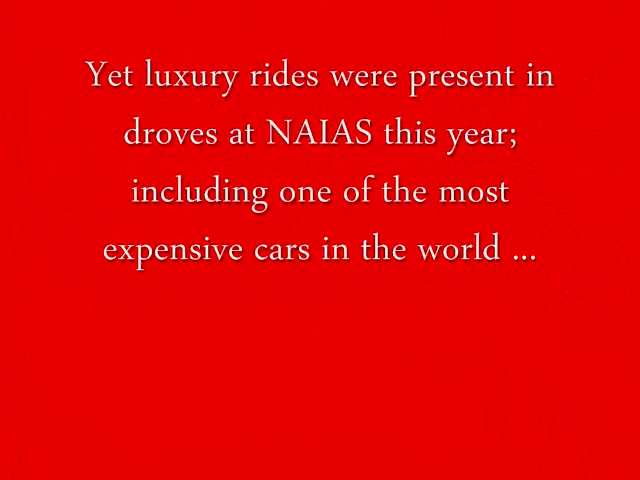 Yet luxury rides were present in
droves at NAIAS this year;
including one of the most
expensive cars in the world ...